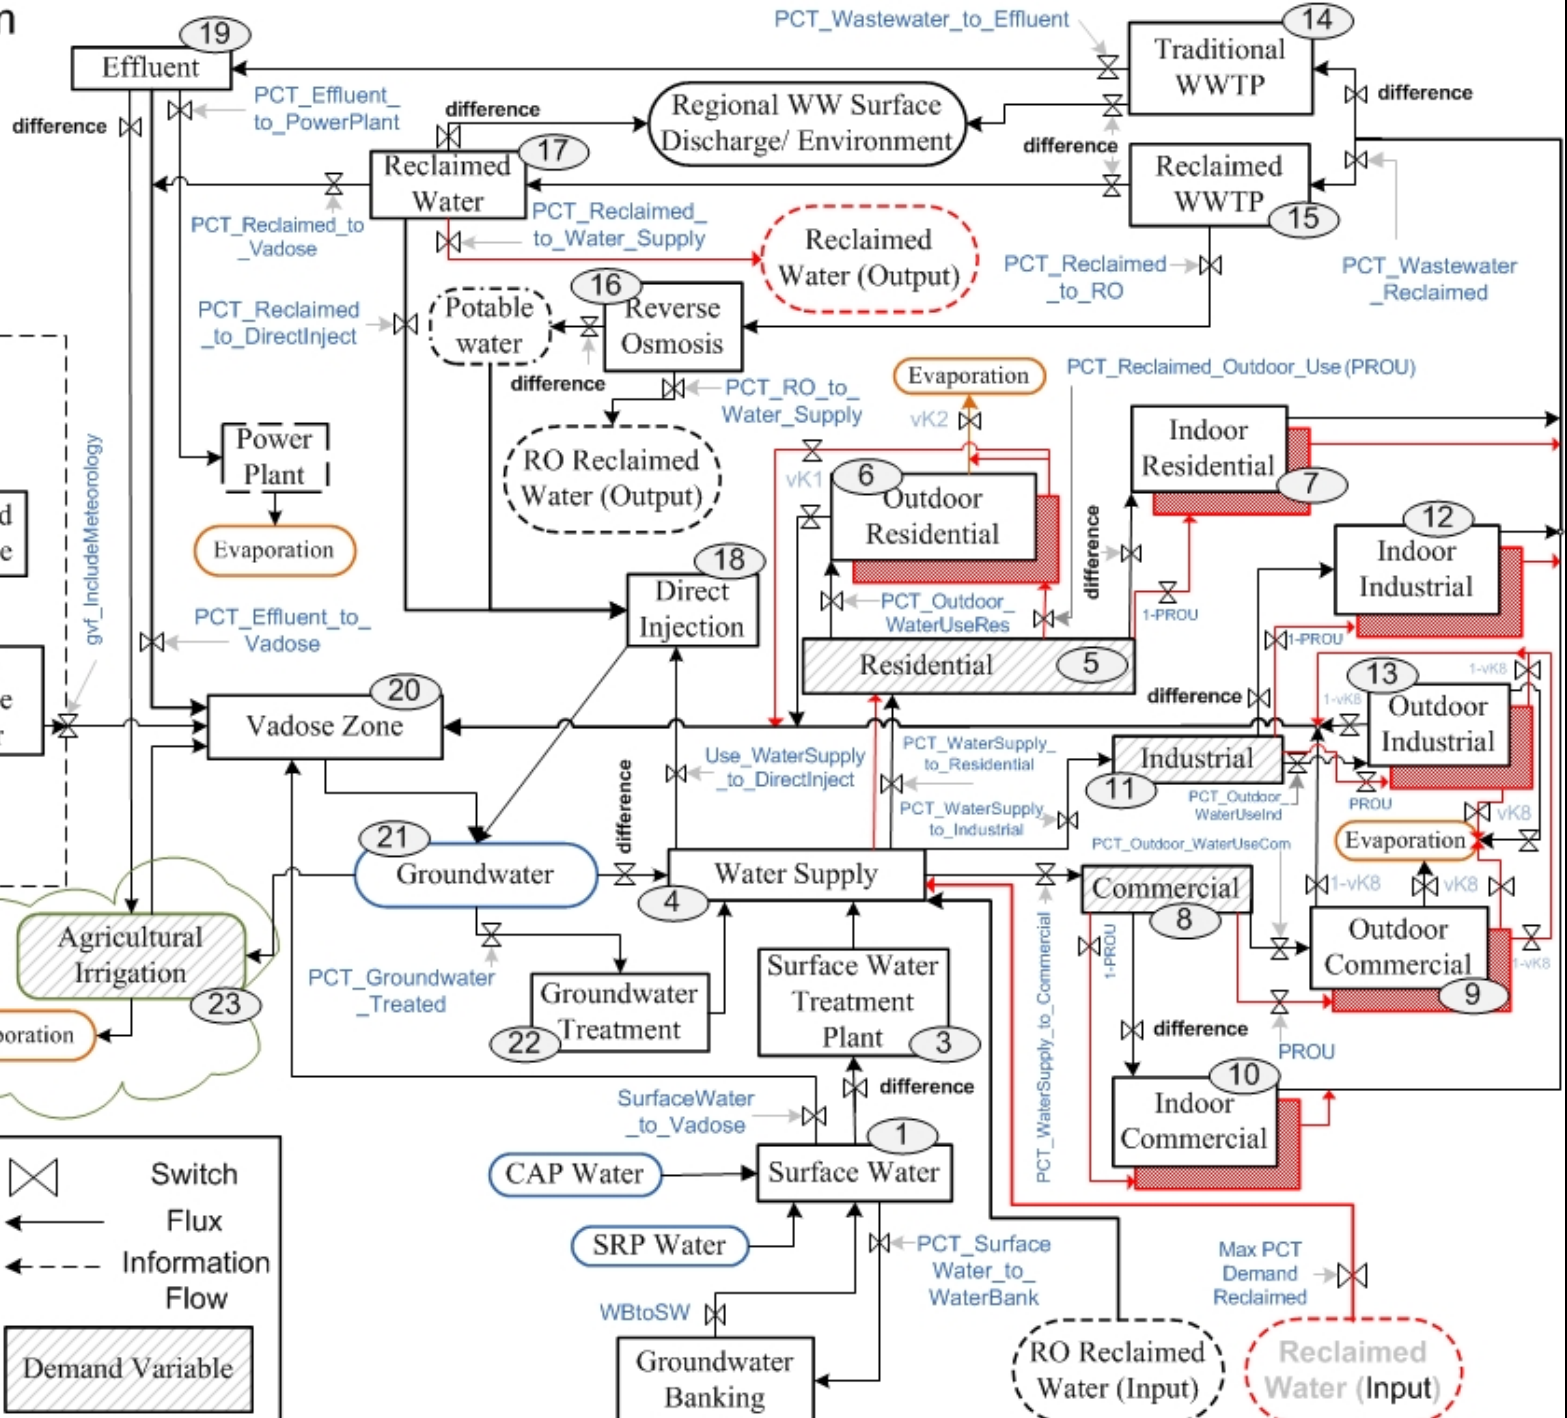 n
19
Effluent
PCT_Wastewater_to_Effluent
14
Traditional
WWTP
difference
PCT_Effluent_
to_PowerPlant
difference
difference
Regional WW Surface
Discharge/ Environment
difference
17
Reclaimed
Water
Reclaimed
WWTP
15
PCT_Reclaimed_to
_Vadose
PCT_Reclaimed_
to_Water_Supply
Reclaimed
Water (Output)
PCT_Reclaimed
_to_RO
PCT_Wastewater
_Reclaimed
PCT_Reclaimed
_to_DirectInject
Potable
water
16
Reverse
Osmosis
difference
PCT_RO_to_
Water_Supply
Evaporation
PCT_Reclaimed_Outdoor_Use (PROU)
vK2
Power
Plant
RO Reclaimed
Water (Output)
vK1
6
Outdoor
Residential
Indoor
Residential
7
difference
12
Indoor
Industrial
Evaporation
gvf_IncludeMeteorology
d
e
18
Direct
Injection
PCT_Outdoor_
WaterUseRes
1-PROU
1-PROU
PCT_Effluent_to_
Vadose
Residential
5
e
r
20
Vadose Zone
difference
13
1-vK8
1-vK8
Outdoor
Industrial
Use_WaterSupply
_to_DirectInject
PCT_WaterSupply_
to_Residential
Industrial
11
PCT_Outdoor_
WaterUseInd
PROU
vK8
difference
PCT_WaterSupply
to_Industrial
PCT_Outdoor_WaterUseCom
Evaporation
21
Groundwater
Water Supply
4
Commercial
8
1-vK8
vK8
Agricultural
Irrigation
23
Outdoor
Commercial
9
1-vK8
1-PROU
PCT_Groundwater
_Treated
Groundwater
Treatment
22
Surface Water
Treatment
Plant
3
PCT_WaterSupply_to_Commercial
difference
PROU
poration
10
Indoor
Commercial
difference
SurfaceWater
_to_Vadose
1
Surface Water
CAP Water
SRP Water
Switch
Flux
Information
Flow
Demand Variable
PCT_Surface
Water_to_
WaterBank
WBtoSW
Groundwater
Banking
Max PCT
Demand
Reclaimed
RO Reclaimed
Water (Input)
Reclaimed
Water (Input)